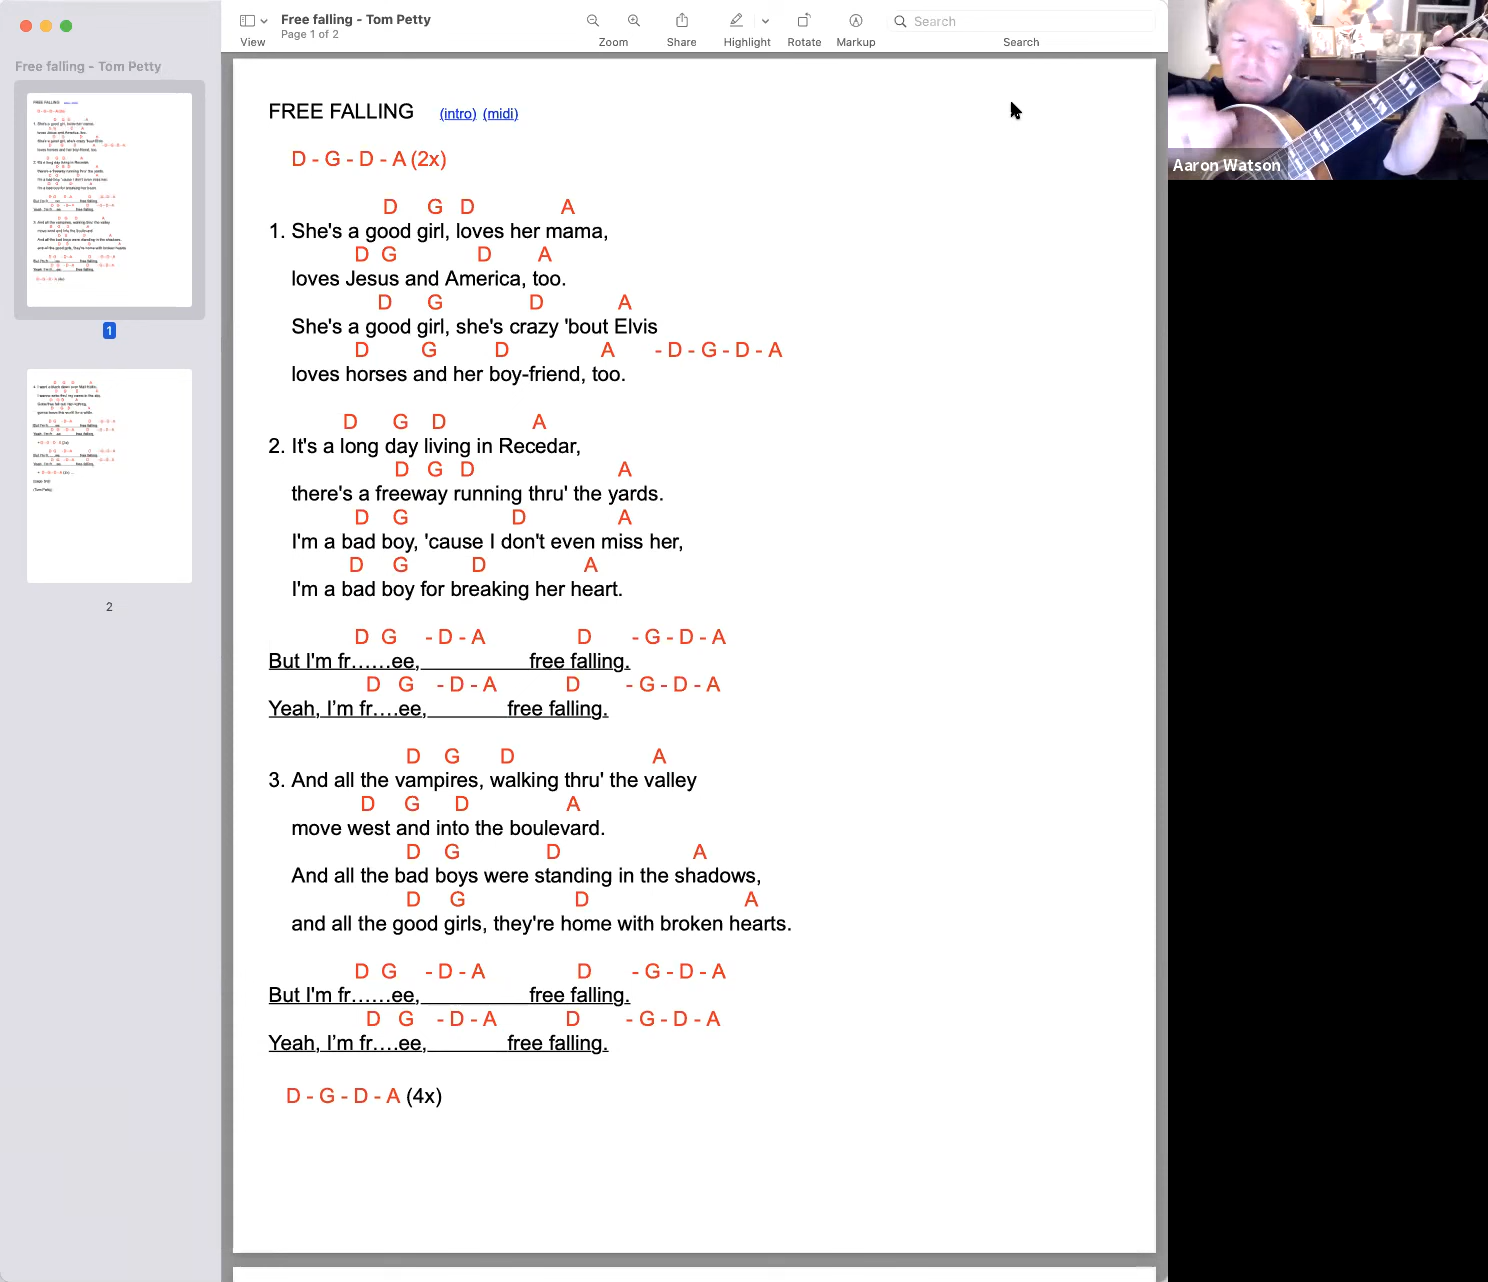 Free falling - Tom Petty
View
Free falling - Tom Petty
Page 1 of 2
Zoom
Share
Highlight
Rotate
Markup
Search
Search
1
2
FREE FALLING (intro) (midi)
D - G - D - A (2x)
D G D A
1. She's a good girl, loves her mama,
D G D A
loves Jesus and America, too.
D G D A
She's a good girl, she's crazy 'bout Elvis
D G D A - D - G - D - A
loves horses and her boy-friend, too.
D G D A
2. It's a long day living in Recedar,
D G D A
there's a freeway running thru' the yards.
D G D A
I'm a bad boy, 'cause I don't even miss her,
D G D A
I'm a bad boy for breaking her heart.
D G - D - A D - G - D - A
But I'm fr……ee,_________ free falling.
D G - D - A D - G - D - A
Yeah, I’m fr….ee,_______ free falling.
D G D A
3. And all the vampires, walking thru' the valley
D G D A
move west and into the boulevard.
D G D A
And all the bad boys were standing in the shadows,
D G D A
and all the good girls, they're home with broken hearts.
D G - D - A D - G - D - A
But I'm fr……ee,_________ free falling.
D G - D - A D - G - D - A
Yeah, I’m fr….ee,_______ free falling.
D - G - D - A (4x)
Aaron Watson